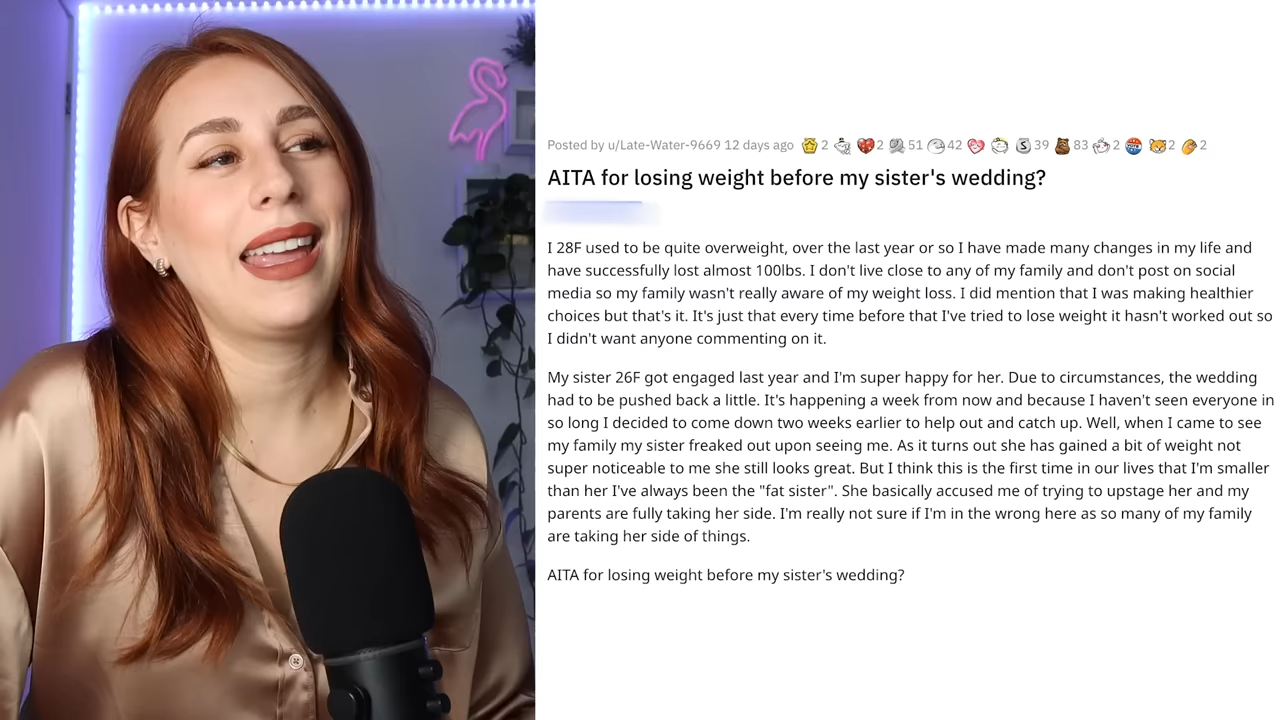 Posted by u/Late-Water-9669 12 days ago 2 2 51 42 39 83 2 2 2
AITA for losing weight before my sister's wedding?
I 28F used to be quite overweight, over the last year or so I have made many changes in my life and
have successfully lost almost 100lbs. I don't live close to any of my family and don't post on social
media so my family wasn't really aware of my weight loss. I did mention that I was making healthier
choices but that's it. It's just that every time before that I've tried to lose weight it hasn't worked out so
I didn't want anyone commenting on it.
My sister 26F got engaged last year and I'm super happy for her. Due to circumstances, the wedding
had to be pushed back a little. It's happening a week from now and because I haven't seen everyone in
so long I decided to come down two weeks earlier to help out and catch up. Well, when I came to see
my family my sister freaked out upon seeing me. As it turns out she has gained a bit of weight not
super noticeable to me she still looks great. But I think this is the first time in our lives that I'm smaller
than her I've always been the "fat sister". She basically accused me of trying to upstage her and my
parents are fully taking her side. I'm really not sure if I'm in the wrong here as so many of my family
are taking her side of things.
AITA for losing weight before my sister's wedding?